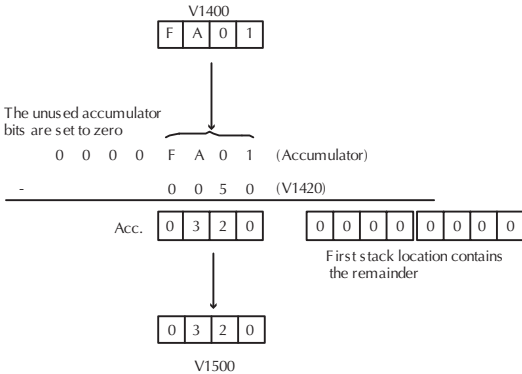 V1400
F A 0 1
The unused accumulator
bits are set to zero
0 0 0 0 F A 0 1 (Accumulator)
- 0 0 5 0 (V1420)
Acc. 0 3 2 0 0 0 0 0 0 0 0 0
First stack location contains
the remainder
0 3 2 0
V1500